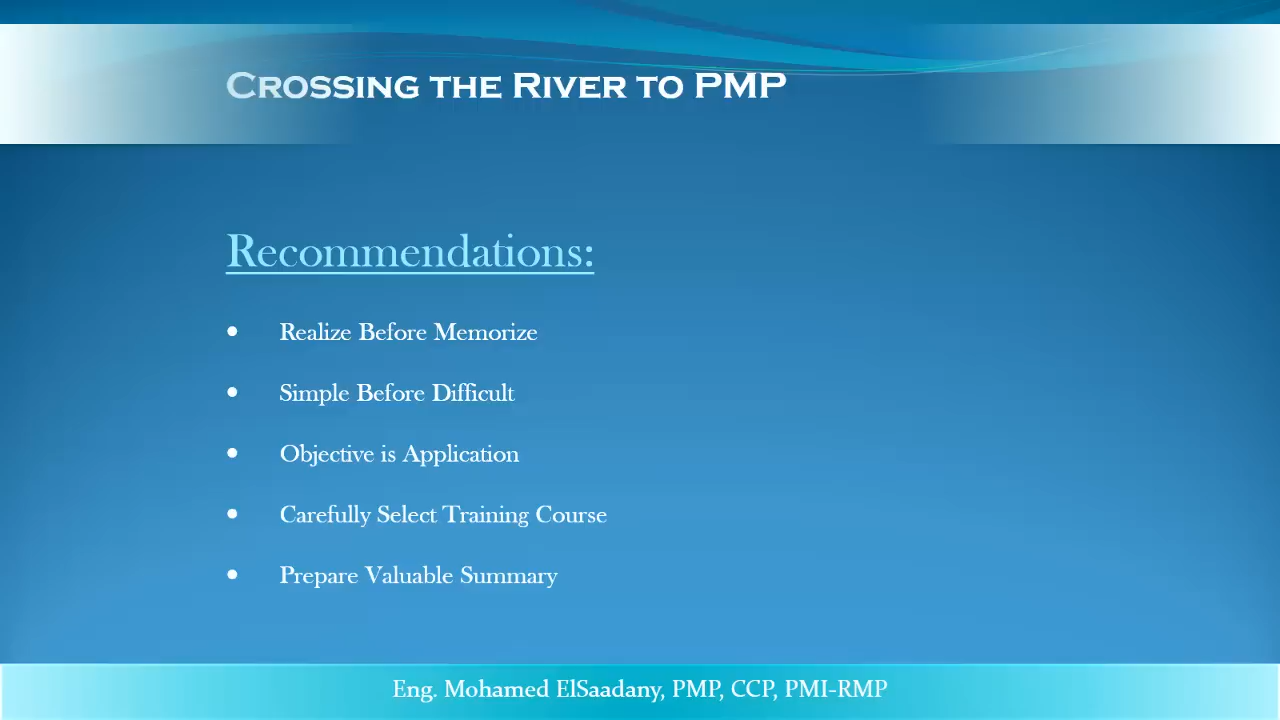 Crossing the River to PMP
Recommendations:
• Realize Before Memorize
• Simple Before Difficult
• Objective is Application
• Carefully Select Training Course
• Prepare Valuable Summary
Eng. Mohamed ElSaadany, PMP, CCP, PMI-RMP